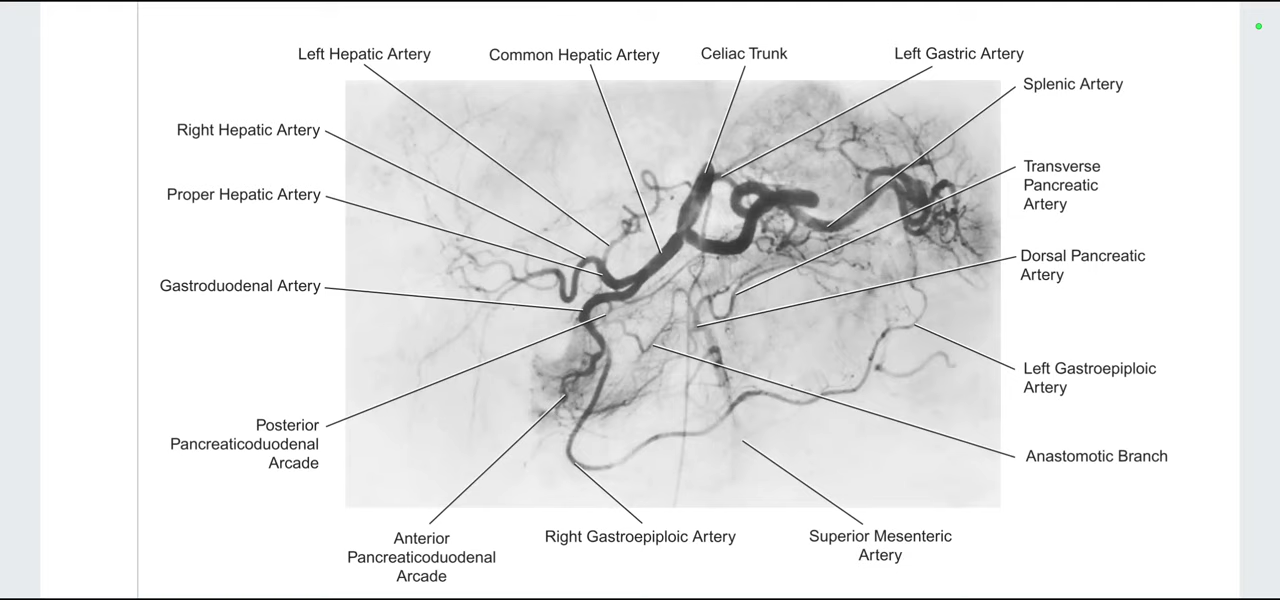 Left Hepatic Artery
Common Hepatic Artery
Celiac Trunk
Left Gastric Artery
Splenic Artery
Right Hepatic Artery
Transverse
Pancreatic
Artery
Proper Hepatic Artery
Dorsal Pancreatic
Artery
Gastroduodenal Artery
Left Gastroepiploic
Artery
Posterior
Pancreaticoduodenal
Arcade
Anastomotic Branch
Anterior
Pancreaticoduodenal
Arcade
Right Gastroepiploic Artery
Superior Mesenteric
Artery